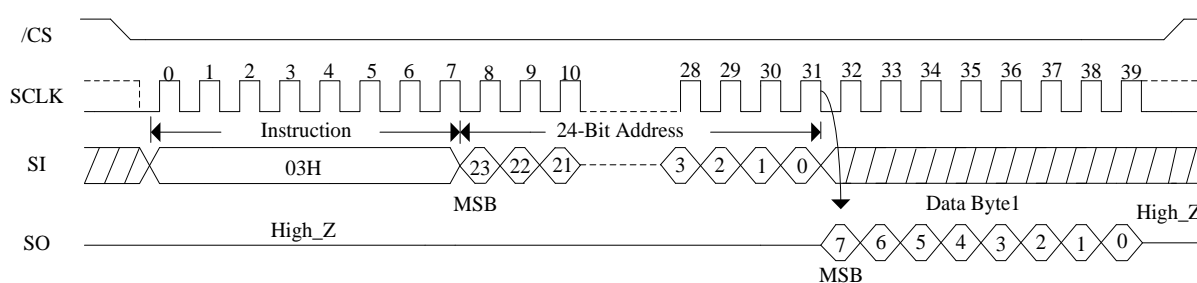 /CS
0 1 2 3 4 5 6 7 8 9 10 28 29 30 31 32 33 34 35 36 37 38 39
SCLK
Instruction 24-Bit Address
SI 03H 23 22 21 3 2 1 0
MSB Data Byte1
High_Z High_Z
SO 7 6 5 4 3 2 1 0
MSB